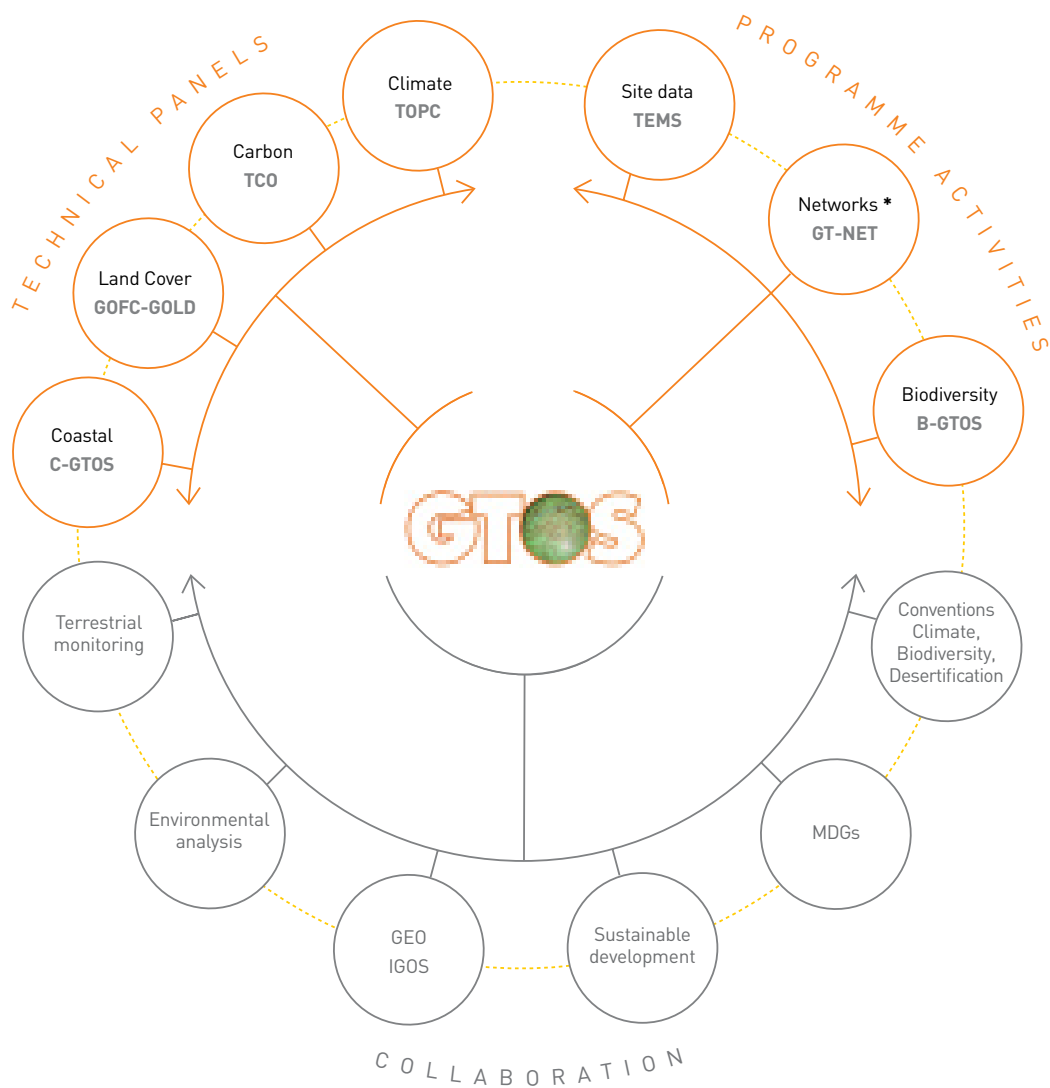 TECHNICAL PANELS
PROGRAMME ACTIVITIES
Climate
TOPC
Site data
TEMS
Carbon
TCO
Networks *
GT-NET
Land Cover
GOFC-GOLD
Biodiversity
B-GTOS
Coastal
C-GTOS
GTOS
Terrestrial
monitoring
Conventions
Climate,
Biodiversity,
Desertification
Environmental
analysis
MDGs
GEO
IGOS
Sustainable
development
COLLABORATION